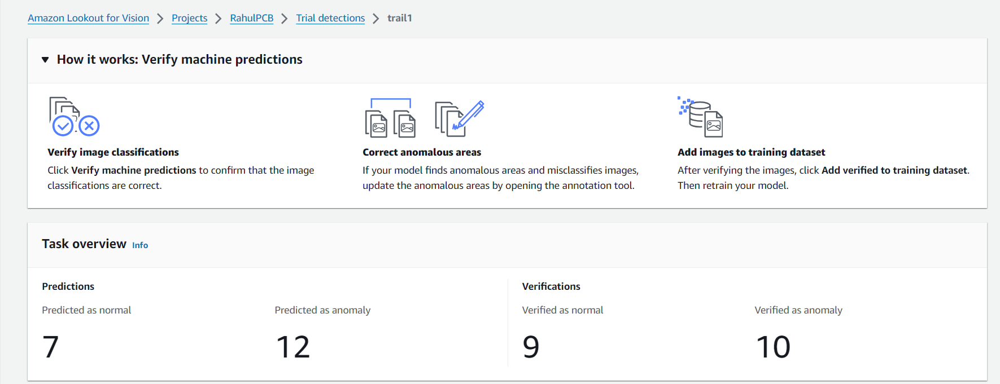 Amazon Lookout for Vision > Projects > RahulPCB > Trial detections > trail1
How it works: Verify machine predictions
Verify image classifications
Click Verify machine predictions to confirm that the image
classifications are correct.
Correct anomalous areas
If your model finds anomalous areas and misclassifies images,
update the anomalous areas by opening the annotation tool.
Add images to training dataset
After verifying the images, click Add verified to training dataset.
Then retrain your model.
Task overview Info
Predictions
Predicted as normal
7
Predicted as anomaly
12
Verifications
Verified as normal
9
Verified as anomaly
10